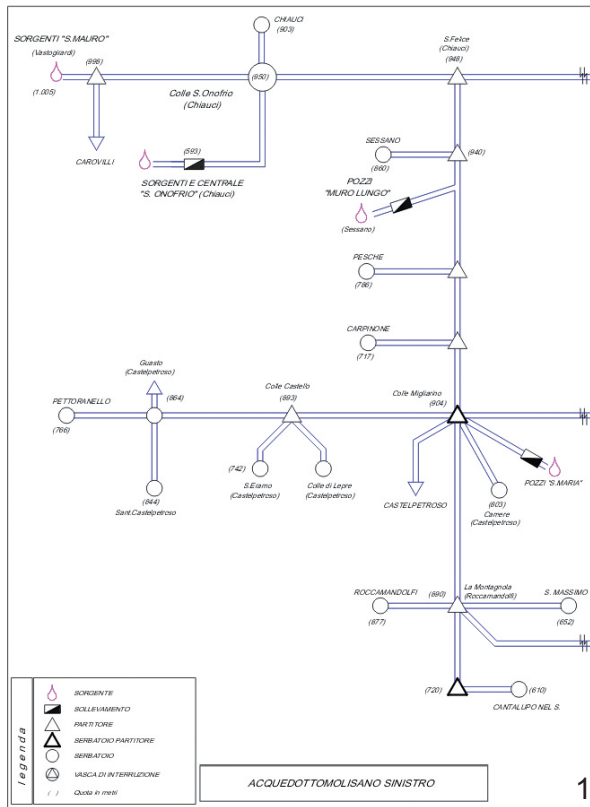 CHIAUCI
(903)
SORGENTI "S.MAURO"
(Vastogirardi)
(998)
(1.005)
S.Felice
(Chiauci)
(948)
(950)
Colle S.Onofrio
(Chiauci)
CAROVILLI
(593)
SORGENTI E CENTRALE
"S. ONOFRIO" (Chiauci)
SESSANO
(860)
(940)
POZZI
"MURO LUNGO"
(Sessano)
PESCHE
(786)
CARPINONE
(717)
Guasto
(Castelpetroso)
PETTORANELLO
(864)
(766)
Colle Castello
(893)
Colle Migliarino
(904)
(742)
S.Eramo
(Castelpetroso)
Colle di Lepre
(Castelpetroso)
(844)
Sant.Castelpetroso
CASTELPETROSO
(803)
Camere
(Castelpetroso)
POZZI "S.MARIA"
ROCCAMANDOLFI
(877)
(890)
La Montagnola
(Roccamandolfi)
S. MASSIMO
(652)
(720)
(610)
CANTALUPO NEL S.
legenda
SORGENTE
SOLLEVAMENTO
PARTITORE
SERBATOIO PARTITORE
SERBATOIO
VASCA DI INTERRUZIONE
( ) Quota in metri
ACQUEDOTTOMOLISANO SINISTRO
1